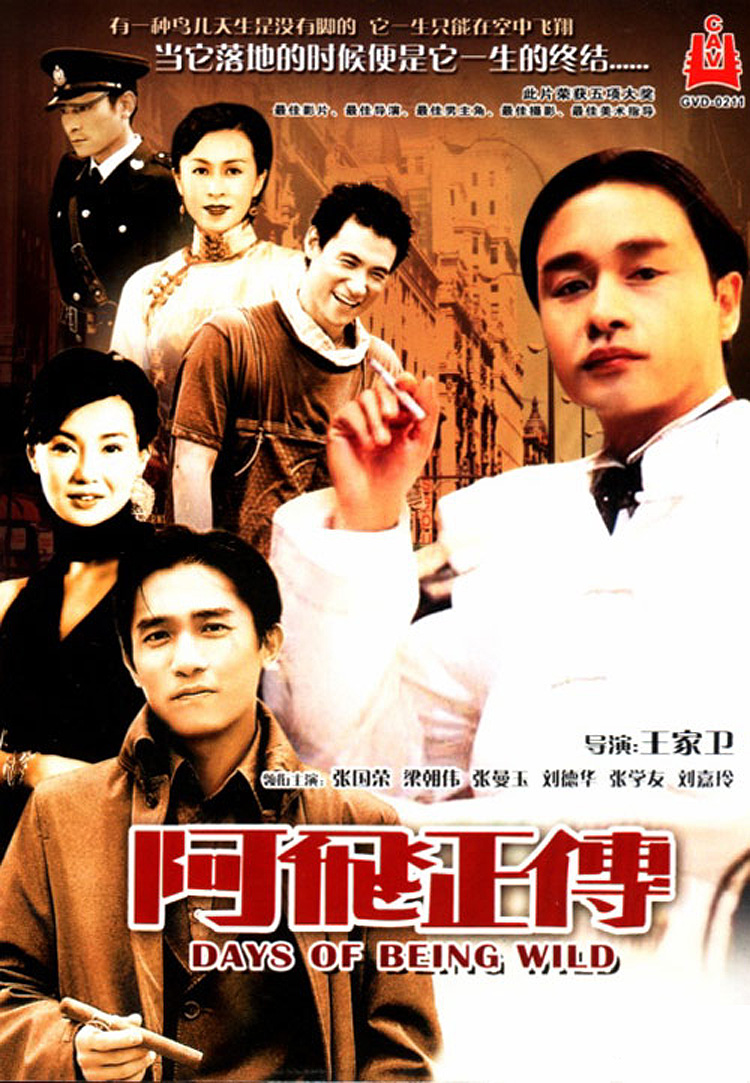 有一种鸟儿天生是没有脚的 它一生只能在空中飞翔
当它落地的时候便是它一生的终结......
CAV
GVD-0211
此片荣获五项大奖
最佳影片、最佳导演、最佳男主角、最佳摄影、最佳美术指导
导演:王家卫
领衔主演: 张国荣 梁朝伟 张曼玉 刘德华 张学友 刘嘉玲
阿飛正傳
DAYS OF BEING WILD